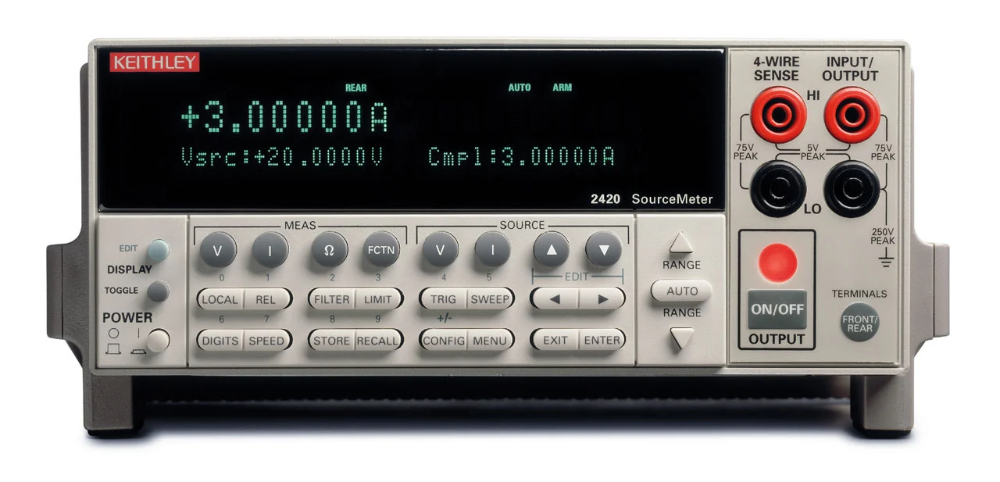 KEITHLEY
REAR AUTO ARM
+3.00000A
Vsrc:+20.0000V Cmpl:3.00000A
2420 SourceMeter
4-WIRE SENSE
INPUT/OUTPUT
HI
75V PEAK
5V PEAK
75V PEAK
LO
250V PEAK
EDIT
DISPLAY
TOGGLE
POWER
MEAS
V I Ω FCTN
0 1 2 3
LOCAL REL FILTER LIMIT
6 7 8 9
DIGITS SPEED STORE RECALL
SOURCE
V I ▲ ▼
4 5 EDIT
TRIG SWEEP ◀ ▶
+/-
CONFIG MENU EXIT ENTER
RANGE
AUTO
RANGE
ON/OFF
OUTPUT
TERMINALS
FRONT/
REAR